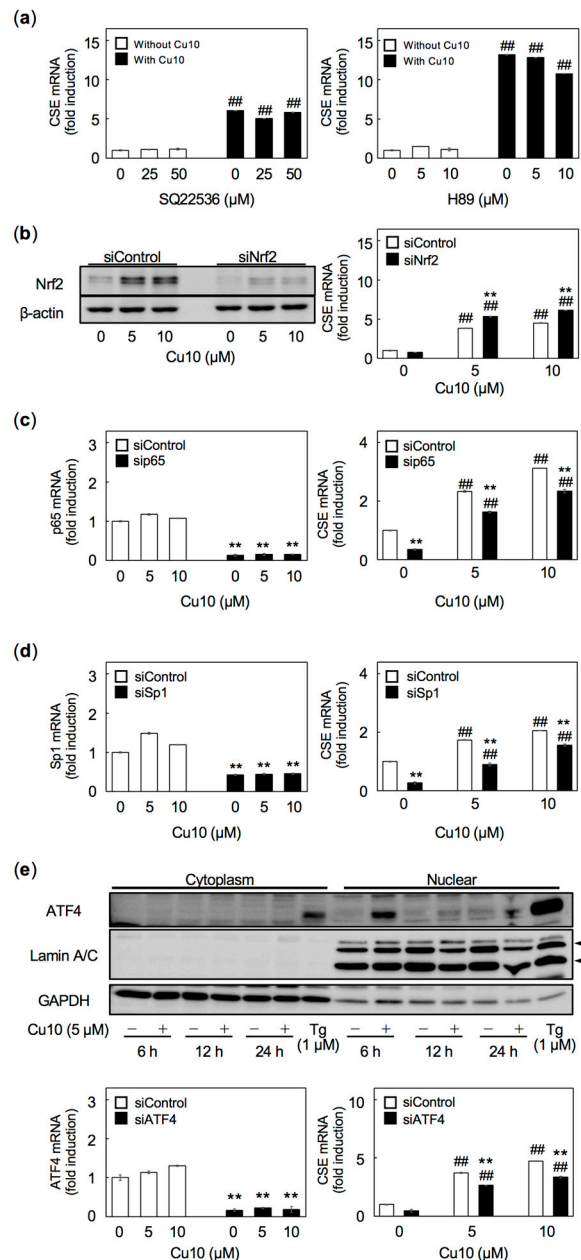 (a)
CSE mRNA
(fold induction)
15
10
5
0
Without Cu10
With Cu10
## ## ##
0 25 50 0 25 50
SQ22536 (µM)
CSE mRNA
(fold induction)
15
10
5
0
Without Cu10
With Cu10
## ## ##
0 5 10 0 5 10
H89 (µM)
(b)
siControl siNrf2
Nrf2
β-actin
0 5 10 0 5 10
Cu10 (µM)
CSE mRNA
(fold induction)
15
10
5
0
siControl
siNrf2
** **
## ## ## ##
0 5 10
Cu10 (µM)
(c)
p65 mRNA
(fold induction)
3
2
1
0
siControl
sip65
** ** **
0 5 10 0 5 10
Cu10 (µM)
CSE mRNA
(fold induction)
4
2
0
siControl
sip65
** ## ** ## ## ** ##
0 5 10
Cu10 (µM)
(d)
Sp1 mRNA
(fold induction)
3
2
1
0
siControl
siSp1
** ** **
0 5 10 0 5 10
Cu10 (µM)
CSE mRNA
(fold induction)
4
2
0
siControl
siSp1
** ## ** ## ## ** ##
0 5 10
Cu10 (µM)
(e)
Cytoplasm Nuclear
ATF4
Lamin A/C
GAPDH
Cu10 (5 µM) − + − + − + Tg − + − + − + Tg
6 h 12 h 24 h (1 µM) 6 h 12 h 24 h (1 µM)
ATF4 mRNA
(fold induction)
3
2
1
0
siControl
siATF4
** ** **
0 5 10 0 5 10
Cu10 (µM)
CSE mRNA
(fold induction)
10
5
0
siControl
siATF4
## ** ## ## ** ##
0 5 10
Cu10 (µM)